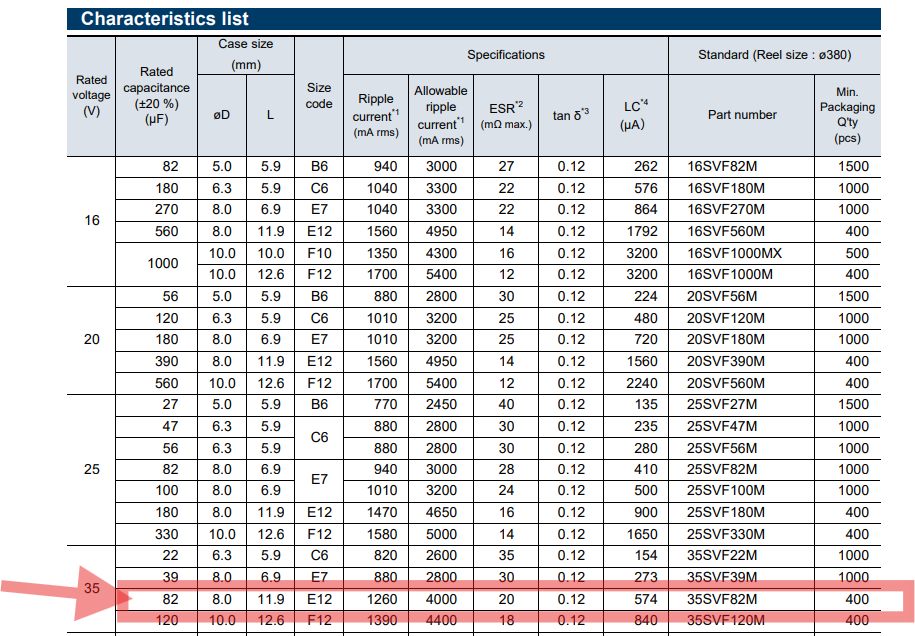 Characteristics list
Rated voltage (V) | Rated capacitance (±20 %) (μF) | Case size (mm) | Size code | Specifications | Standard (Reel size : ø380)
øD | L | Ripple current*1 (mA rms) | Allowable ripple current*1 (mA rms) | ESR*2 (mΩ max.) | tan δ*3 | LC*4 (μA) | Part number | Min. Packaging Q'ty (pcs)
16 | 82 | 5.0 | 5.9 | B6 | 940 | 3000 | 27 | 0.12 | 262 | 16SVF82M | 1500
180 | 6.3 | 5.9 | C6 | 1040 | 3300 | 22 | 0.12 | 576 | 16SVF180M | 1000
270 | 8.0 | 6.9 | E7 | 1040 | 3300 | 22 | 0.12 | 864 | 16SVF270M | 1000
560 | 8.0 | 11.9 | E12 | 1560 | 4950 | 14 | 0.12 | 1792 | 16SVF560M | 400
1000 | 10.0 | 10.0 | F10 | 1350 | 4300 | 16 | 0.12 | 3200 | 16SVF1000MX | 500
10.0 | 12.6 | F12 | 1700 | 5400 | 12 | 0.12 | 3200 | 16SVF1000M | 400
20 | 56 | 5.0 | 5.9 | B6 | 880 | 2800 | 30 | 0.12 | 224 | 20SVF56M | 1500
120 | 6.3 | 5.9 | C6 | 1010 | 3200 | 25 | 0.12 | 480 | 20SVF120M | 1000
180 | 8.0 | 6.9 | E7 | 1010 | 3200 | 25 | 0.12 | 720 | 20SVF180M | 1000
390 | 8.0 | 11.9 | E12 | 1560 | 4950 | 14 | 0.12 | 1560 | 20SVF390M | 400
560 | 10.0 | 12.6 | F12 | 1700 | 5400 | 12 | 0.12 | 2240 | 20SVF560M | 400
25 | 27 | 5.0 | 5.9 | B6 | 770 | 2450 | 40 | 0.12 | 135 | 25SVF27M | 1500
47 | 6.3 | 5.9 | C6 | 880 | 2800 | 30 | 0.12 | 235 | 25SVF47M | 1000
56 | 6.3 | 5.9 | 880 | 2800 | 30 | 0.12 | 280 | 25SVF56M | 1000
82 | 8.0 | 6.9 | E7 | 940 | 3000 | 28 | 0.12 | 410 | 25SVF82M | 1000
100 | 8.0 | 6.9 | 1010 | 3200 | 24 | 0.12 | 500 | 25SVF100M | 1000
180 | 8.0 | 11.9 | E12 | 1470 | 4650 | 16 | 0.12 | 900 | 25SVF180M | 400
330 | 10.0 | 12.6 | F12 | 1580 | 5000 | 14 | 0.12 | 1650 | 25SVF330M | 400
35 | 22 | 6.3 | 5.9 | C6 | 820 | 2600 | 35 | 0.12 | 154 | 35SVF22M | 1000
39 | 8.0 | 6.9 | E7 | 880 | 2800 | 30 | 0.12 | 273 | 35SVF39M | 1000
82 | 8.0 | 11.9 | E12 | 1260 | 4000 | 20 | 0.12 | 574 | 35SVF82M | 400
120 | 10.0 | 12.6 | F12 | 1390 | 4400 | 18 | 0.12 | 840 | 35SVF120M | 400